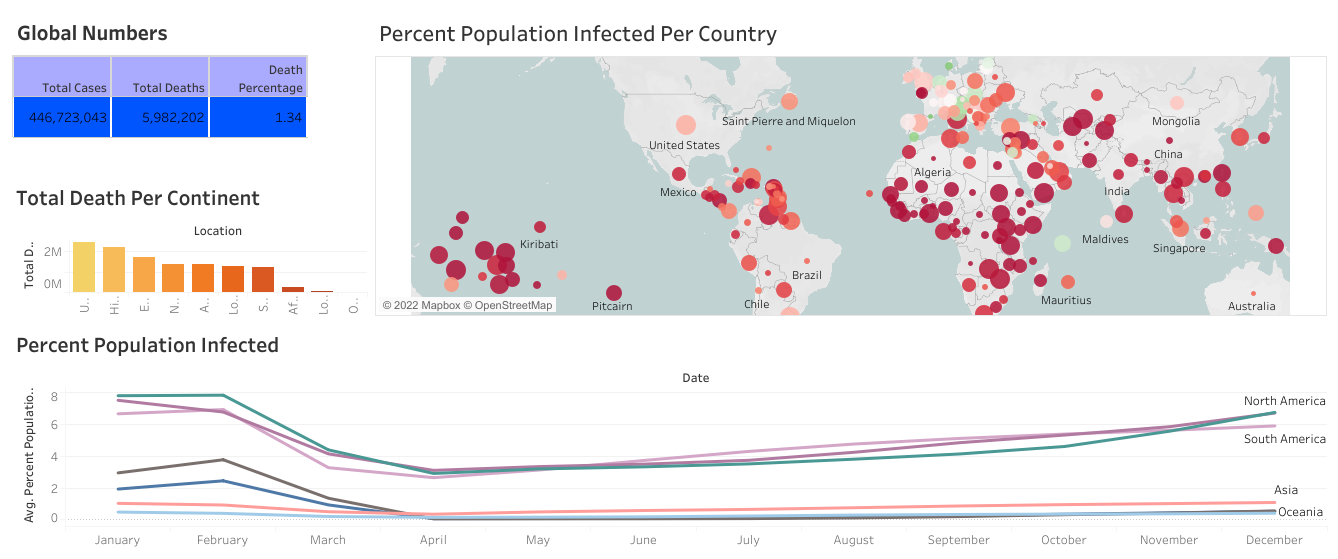 Global Numbers
Total Cases
Total Deaths
Death
Percentage
446,723,043
5,982,202
1.34
Total Death Per Continent
Location
Total D..
2M
0M
U..
Hi..
E..
N..
A..
Lo..
S..
Af..
Lo..
O..
Percent Population Infected Per Country
Saint Pierre and Miquelon
United States
Mexico
Kiribati
Pitcairn
Brazil
Chile
Algeria
Mongolia
China
India
Maldives
Singapore
Mauritius
Australia
© 2022 Mapbox © OpenStreetMap
Percent Population Infected
Date
Avg. Percent Populatio..
8
6
4
2
0
North America
South America
Asia
Oceania
January
February
March
April
May
June
July
August
September
October
November
December